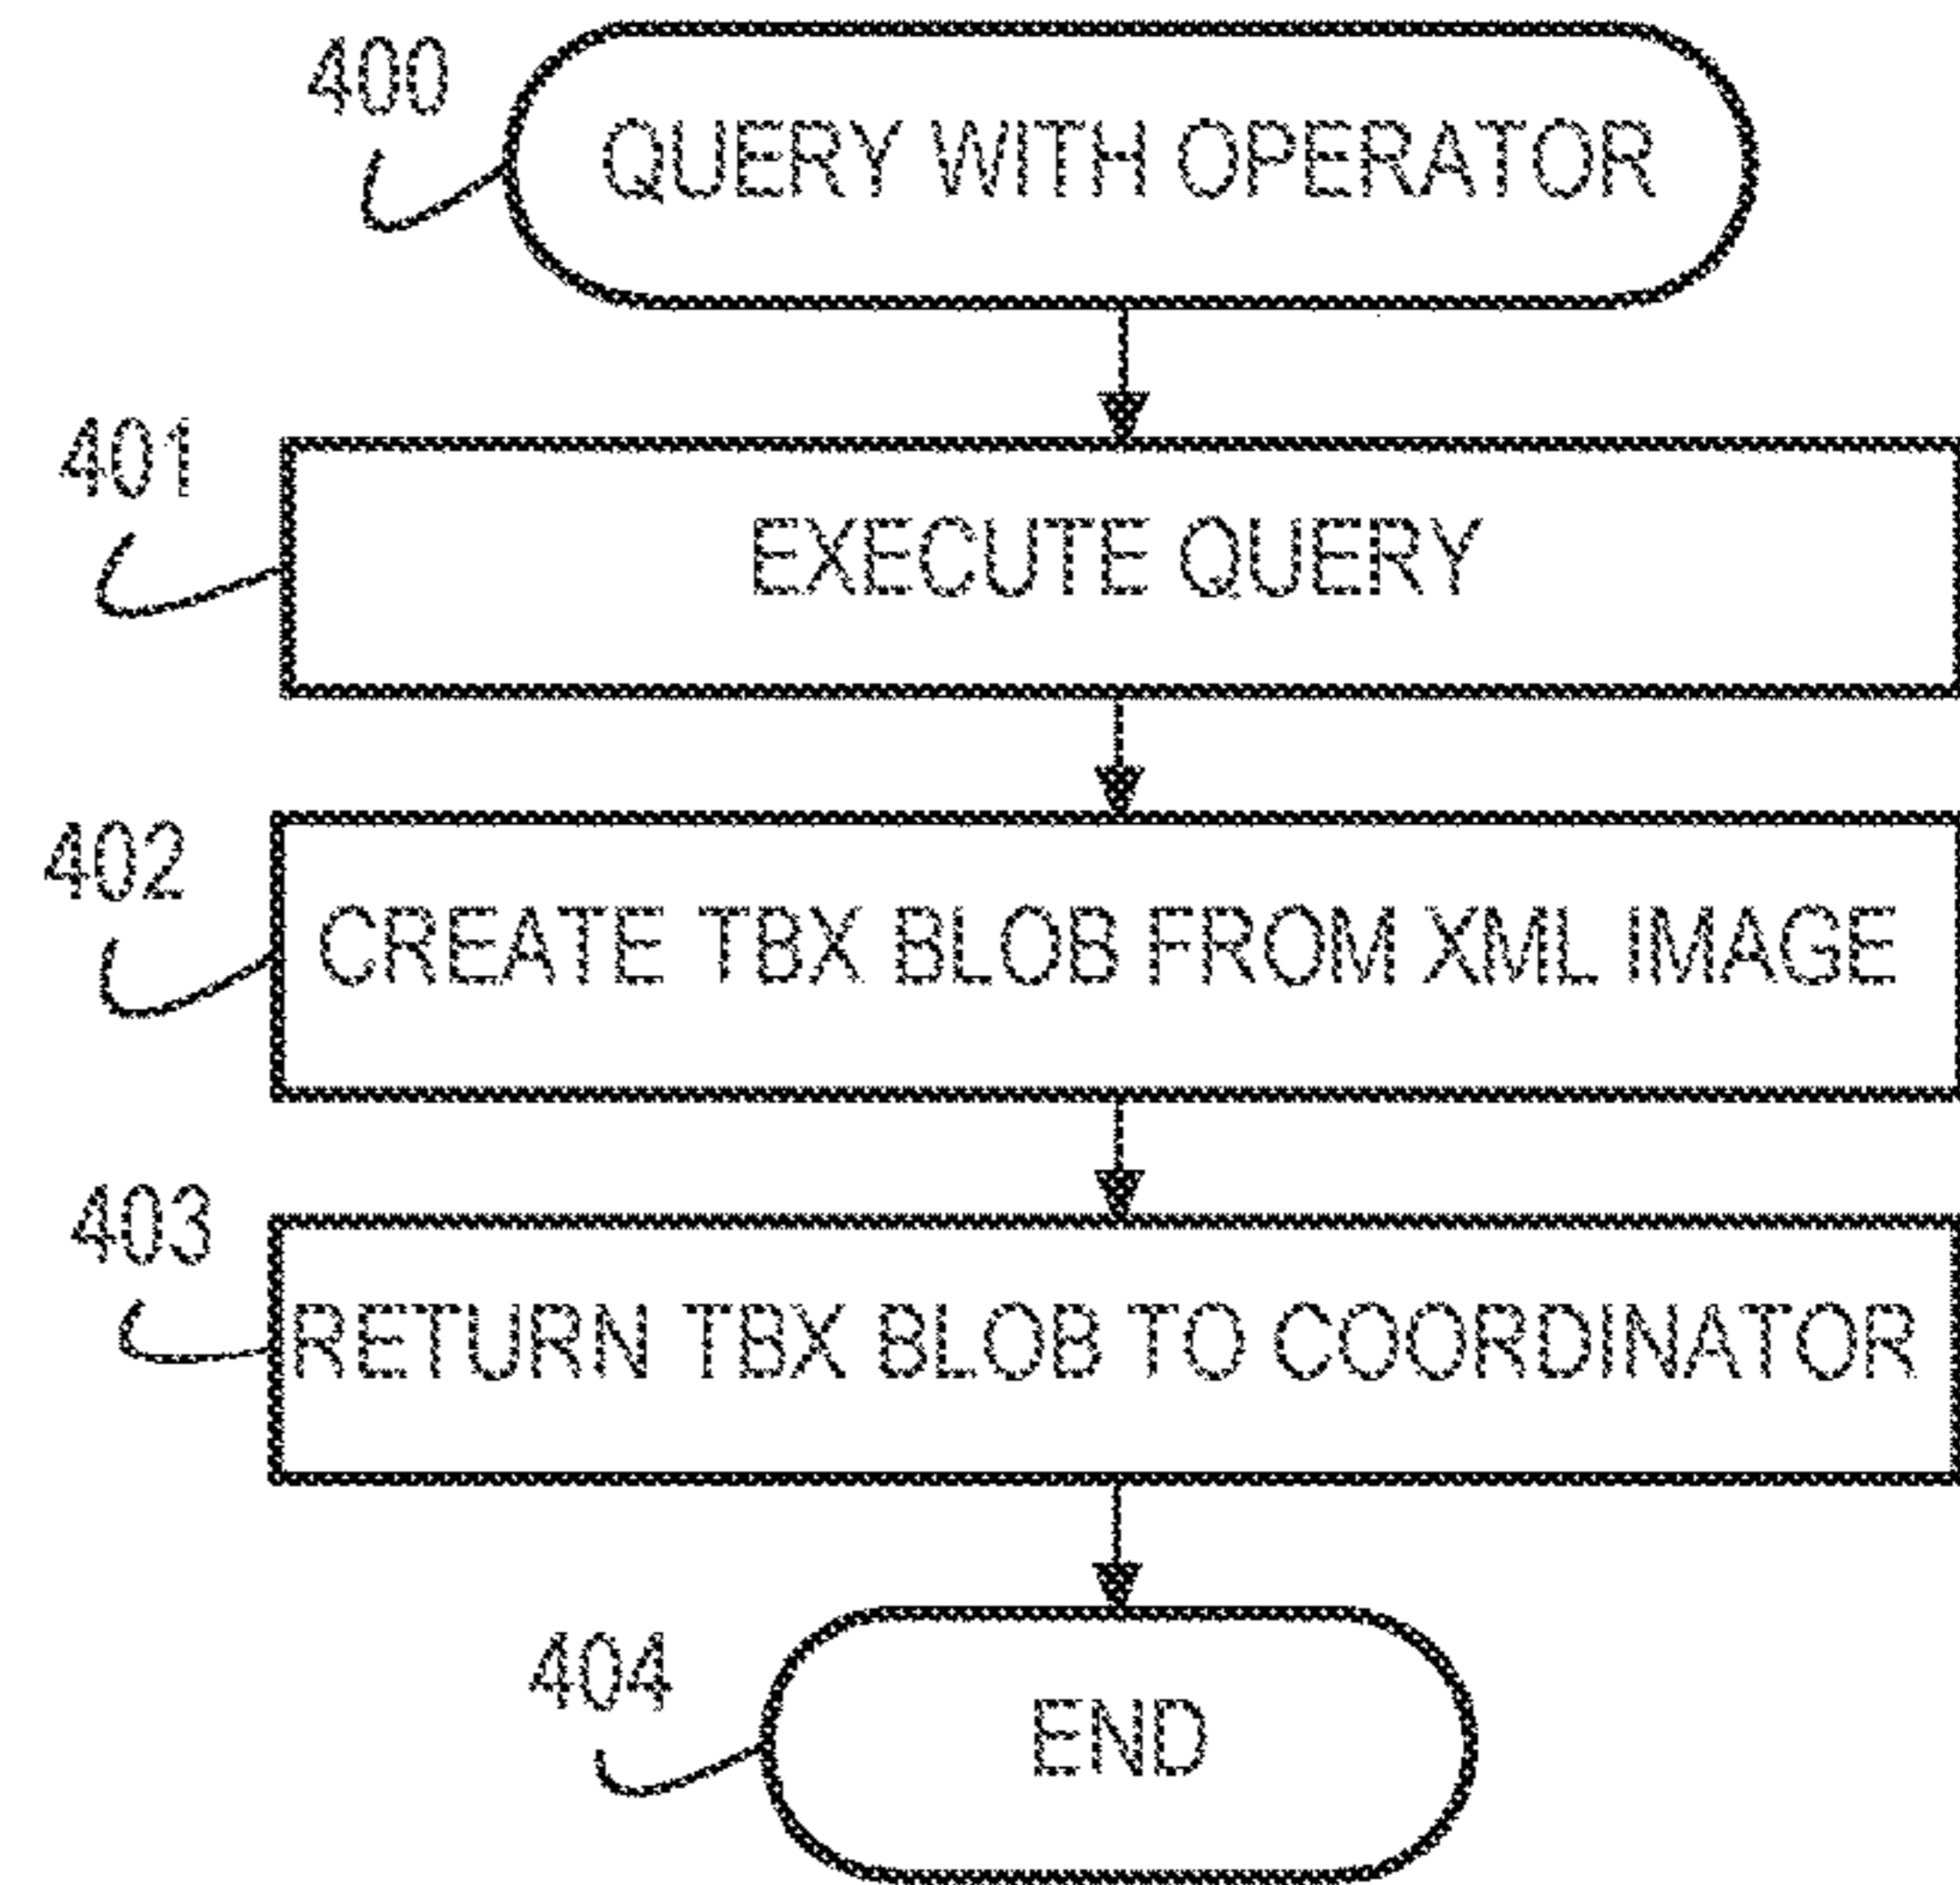 400
QUERY WITH OPERATOR
401
EXECUTE QUERY
402
CREATE TBX BLOB FROM XML IMAGE
403
RETURN TBX BLOB TO COORDINATOR
404
END